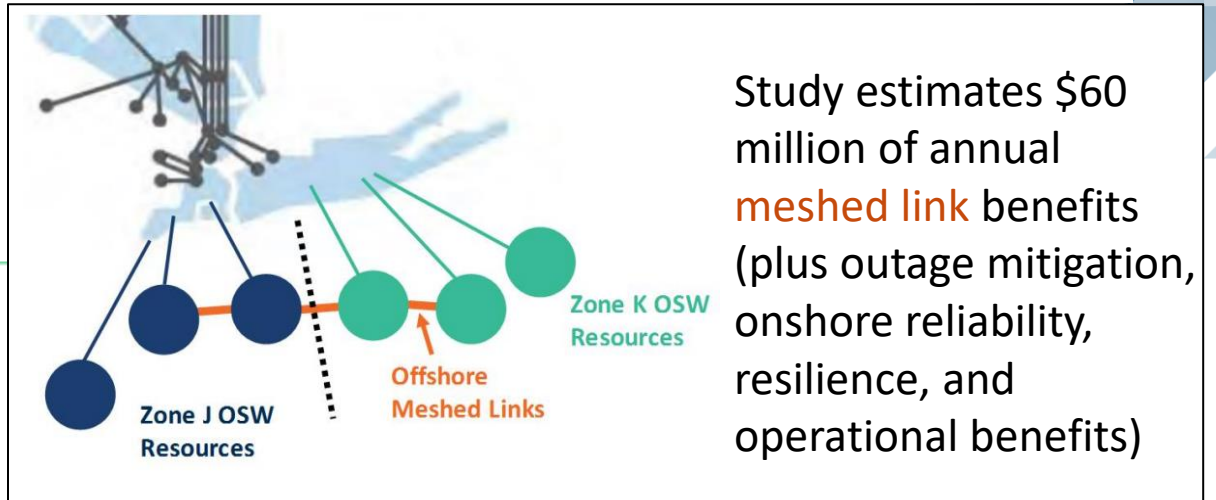 Study estimates $60
million of annual
meshed link benefits
(plus outage mitigation,
onshore reliability,
resilience, and
operational benefits)
Zone K OSW
Resources
Offshore
Meshed Links
Zone J OSW
Resources